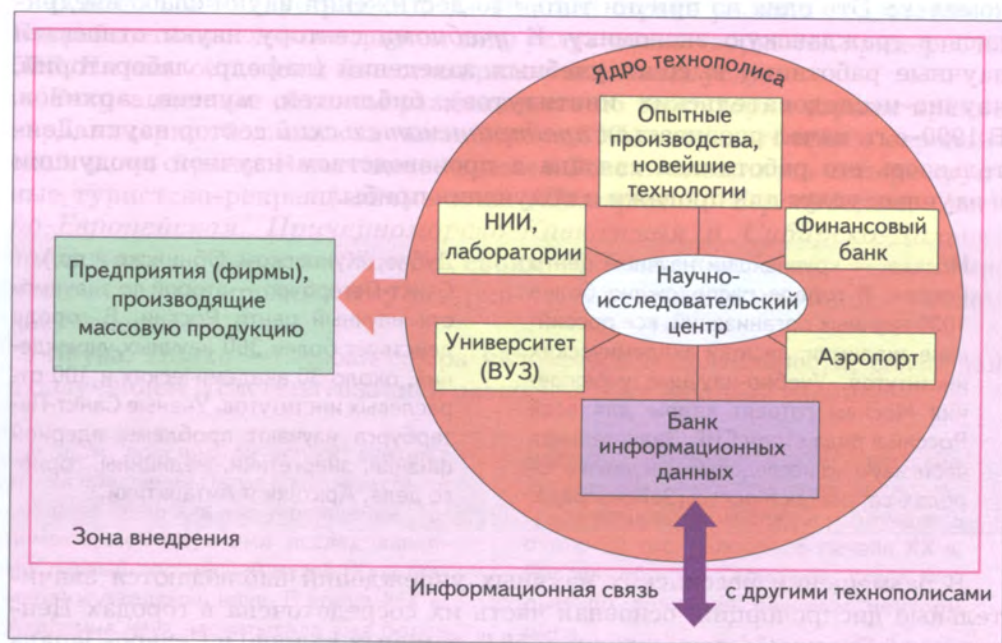 Ядро технополиса
Опытные
производства,
новейшие
технологии
НИИ
лаборатории
Финансовый
банк
Предприятия (фирмы),
производящие
массовую продукцию
Научно-
исследовательский
центр
Университет
(ВУЗ)
Аэропорт
Банк
информационных
данных
Зона внедрения
Информационная связь с другими технополисами